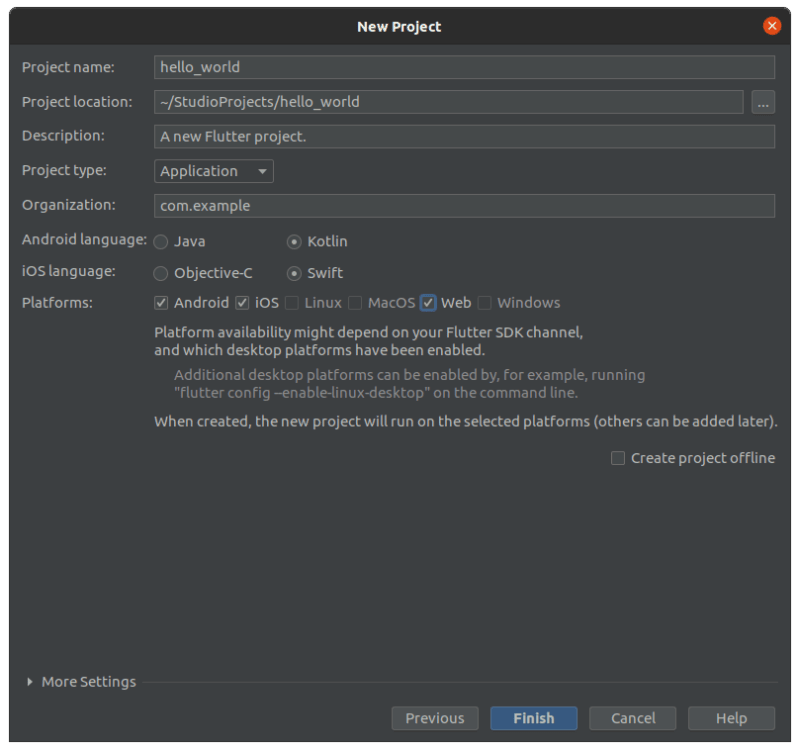 New Project
Project name: hello_world
Project location: ~/StudioProjects/hello_world ...
Description: A new Flutter project.
Project type: Application
Organization: com.example
Android language: Java Kotlin
iOS language: Objective-C Swift
Platforms: Android iOS Linux MacOS Web Windows
Platform availability might depend on your Flutter SDK channel,
and which desktop platforms have been enabled.
Additional desktop platforms can be enabled by, for example, running
"flutter config --enable-linux-desktop" on the command line.
When created, the new project will run on the selected platforms (others can be added later).
Create project offline
More Settings
Previous Finish Cancel Help